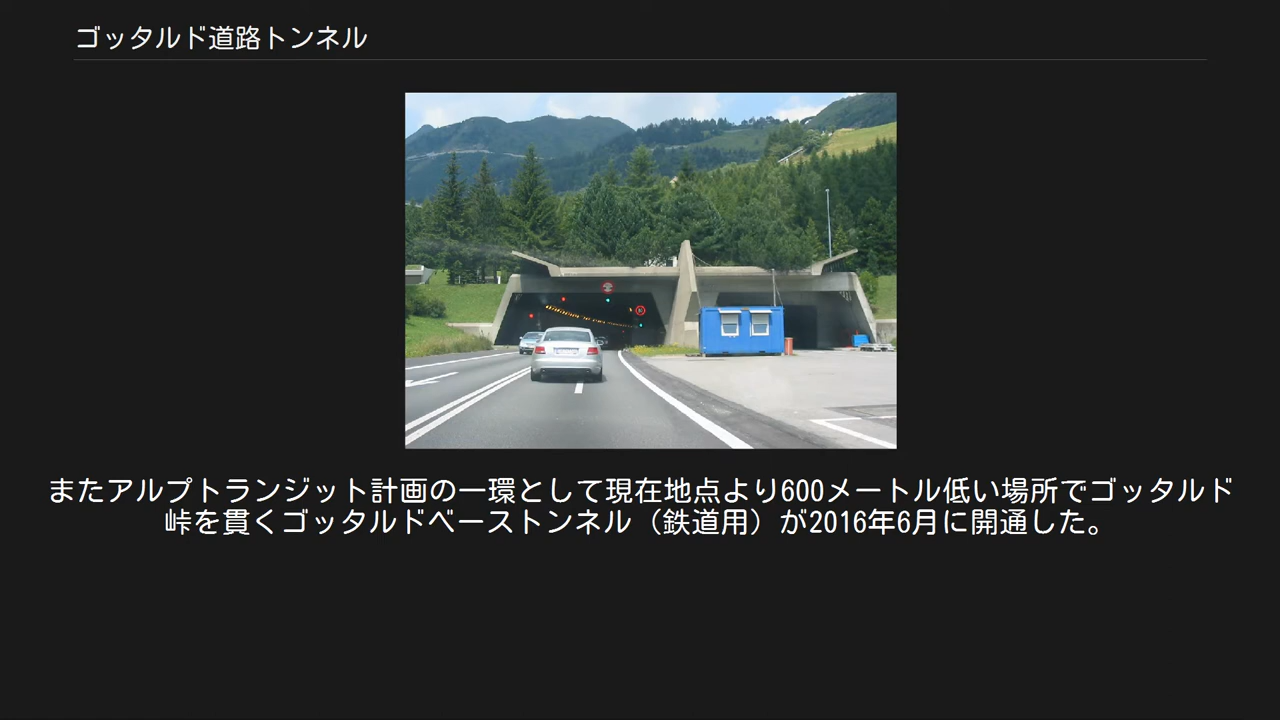 ゴッタルド道路トンネル
またアルプトランジット計画の一環として現在地点より600メートル低い場所でゴッタルド
峠を貫くゴッタルドベーストンネル（鉄道用）が2016年6月に開通した。